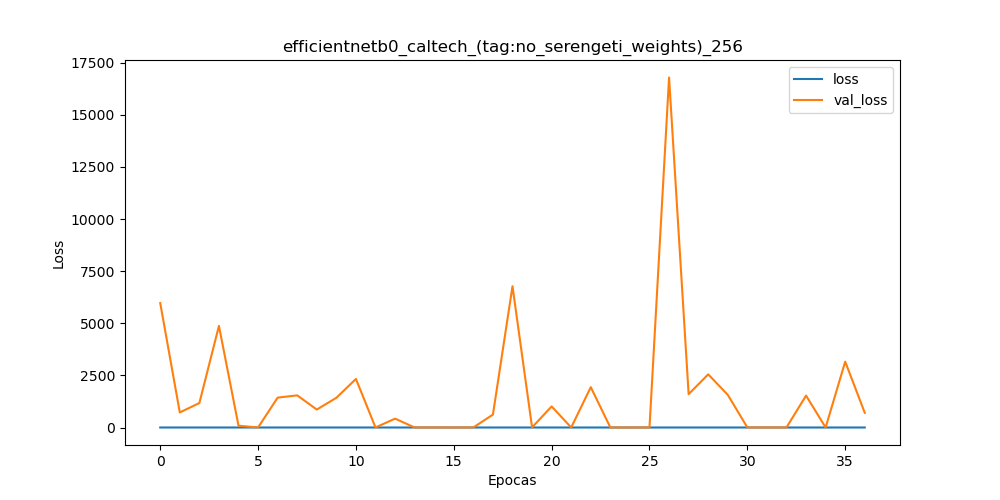 efficientnetb0_caltech_(tag:no_serengeti_weights)_256
17500
15000
12500
10000
7500
5000
2500
0
Loss
loss
val_loss
0 5 10 15 20 25 30 35
Epocas